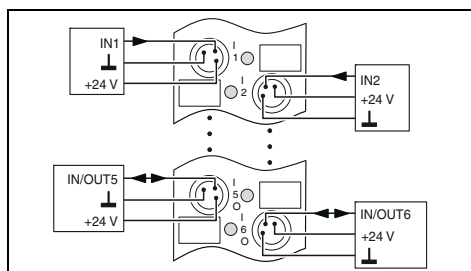 IN1
+24 V
I
1
I
2
IN2
+24 V
IN/OUT5
+24 V
I
5
O
I
6
O
IN/OUT6
+24 V